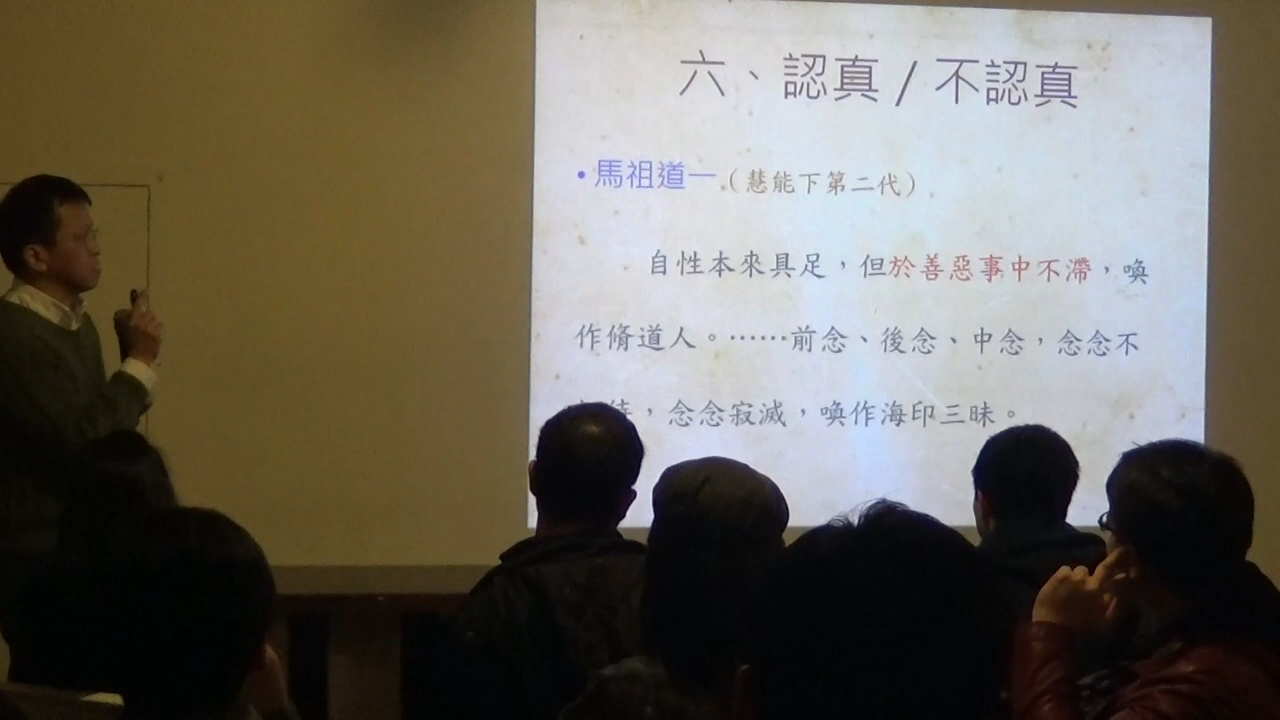 六、認真 / 不認真
• 馬祖道一（慧能下第二代）
自性本來具足，但於善惡事中不滯，喚
作脩道人。……前念、後念、中念，念念不
待，念念寂滅，喚作海印三昧。